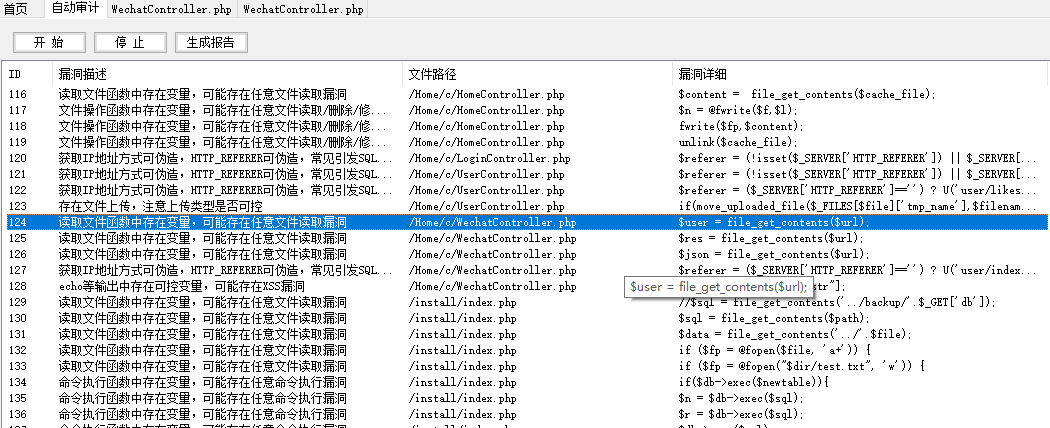 首页 自动审计 WechatController.php WechatController.php
开 始 停 止 生成报告
ID 漏洞描述 文件路径 漏洞详细
116 读取文件函数中存在变量，可能存在任意文件读取漏洞 /Home/c/HomeController.php $content =  file_get_contents($cache_file);
117 文件操作函数中存在变量，可能存在任意文件读取/删除/修... /Home/c/HomeController.php $n = @fwrite($f,$l);
118 文件操作函数中存在变量，可能存在任意文件读取/删除/修... /Home/c/HomeController.php fwrite($fp,$content);
119 文件操作函数中存在变量，可能存在任意文件读取/删除/修... /Home/c/HomeController.php unlink($cache_file);
120 获取IP地址方式可伪造，HTTP_REFERER可伪造，常见引发SQL... /Home/c/LoginController.php $referer = (!isset($_SERVER['HTTP_REFERER']) || $_SERVER[...
121 获取IP地址方式可伪造，HTTP_REFERER可伪造，常见引发SQL... /Home/c/UserController.php $referer = (!isset($_SERVER['HTTP_REFERER']) || $_SERVER[...
122 获取IP地址方式可伪造，HTTP_REFERER可伪造，常见引发SQL... /Home/c/UserController.php $referer = ($_SERVER['HTTP_REFERER']=='') ? U('user/likes...
123 存在文件上传，注意上传类型是否可控 /Home/c/UserController.php if(move_uploaded_file($_FILES[$file]['tmp_name'],$filenam...
124 读取文件函数中存在变量，可能存在任意文件读取漏洞 /Home/c/WechatController.php $user = file_get_contents($url);
125 读取文件函数中存在变量，可能存在任意文件读取漏洞 /Home/c/WechatController.php $res = file_get_contents($url);
126 读取文件函数中存在变量，可能存在任意文件读取漏洞 /Home/c/WechatController.php $json = file_get_contents($url);
127 获取IP地址方式可伪造，HTTP_REFERER可伪造，常见引发SQL... /Home/c/WechatController.php $referer = ($_SERVER['HTTP_REFERER']=='') ? U('user/index...
128 echo等输出中存在可控变量，可能存在XSS漏洞 /Home/c/WechatController.php $user = file_get_contents($url); str"];
129 读取文件函数中存在变量，可能存在任意文件读取漏洞 /install/index.php //$sql = file_get_contents('../backup/'.$_GET['db']);
130 读取文件函数中存在变量，可能存在任意文件读取漏洞 /install/index.php $sql = file_get_contents($path);
131 读取文件函数中存在变量，可能存在任意文件读取漏洞 /install/index.php $data = file_get_contents('../'.$file);
132 读取文件函数中存在变量，可能存在任意文件读取漏洞 /install/index.php if ($fp = @fopen($file, 'a+')) {
133 读取文件函数中存在变量，可能存在任意文件读取漏洞 /install/index.php if ($fp = @fopen("$dir/test.txt", 'w')) {
134 命令执行函数中存在变量，可能存在任意命令执行漏洞 /install/index.php if($db->exec($newtable)){
135 命令执行函数中存在变量，可能存在任意命令执行漏洞 /install/index.php $n = $db->exec($sql);
136 命令执行函数中存在变量，可能存在任意命令执行漏洞 /install/index.php $r = $db->exec($sql);